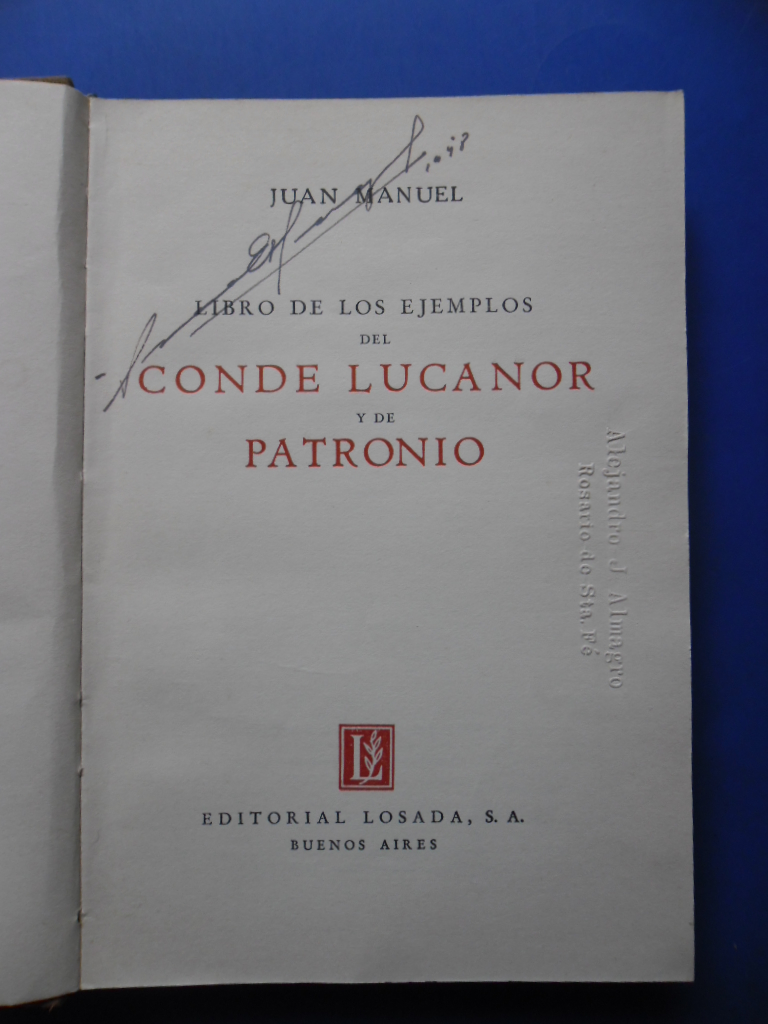 JUAN MANUEL
LIBRO DE LOS EJEMPLOS
DEL
CONDE LUCANOR
Y DE
PATRONIO
Alejandro J Almagro
Rosario de Sta. Fé
L
EDITORIAL LOSADA, S. A.
BUENOS AIRES